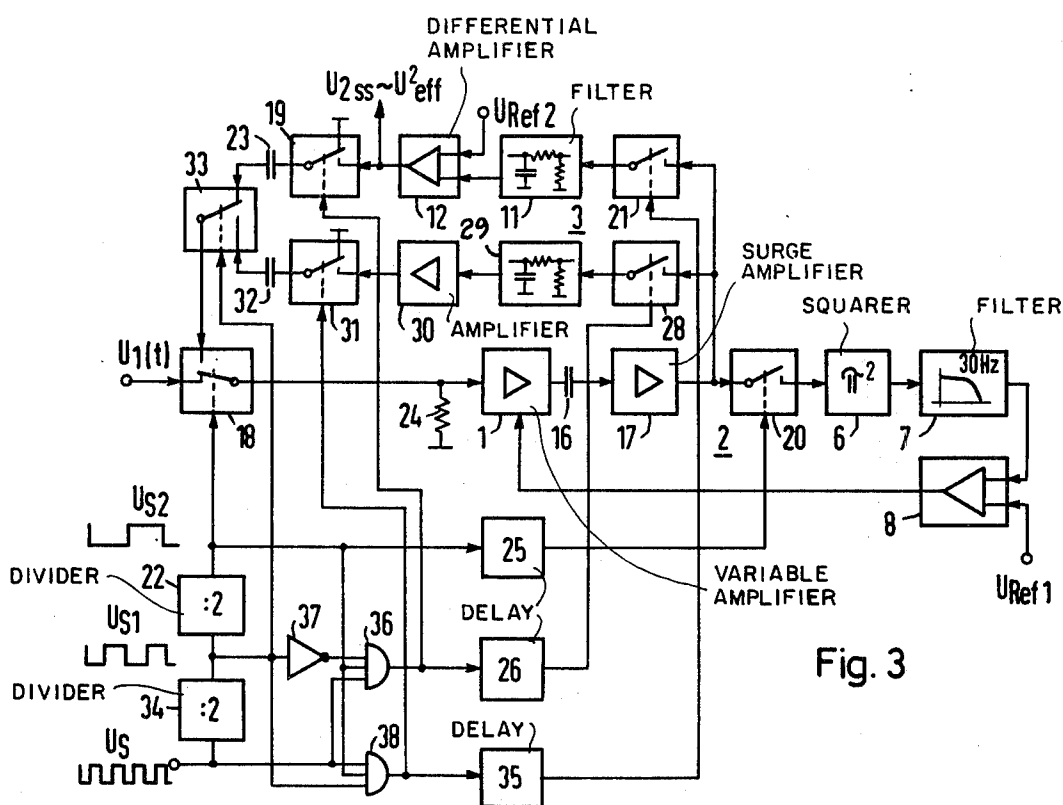 DIFFERENTIAL
AMPLIFIER
U2ss~U²eff
URef 2
FILTER
19
23
33
12
11
3
21
29
SURGE
AMPLIFIER
32
31
30
AMPLIFIER
28
SQUARER
FILTER
U1(t)
30Hz
π 2
18
24
1
16
17
2
20
6
7
8
US2
25
DIVIDER
22
:2
VARIABLE
AMPLIFIER
URef 1
US1
37
36
DELAY
26
Fig. 3
DIVIDER
34
:2
DELAY
US
38
35